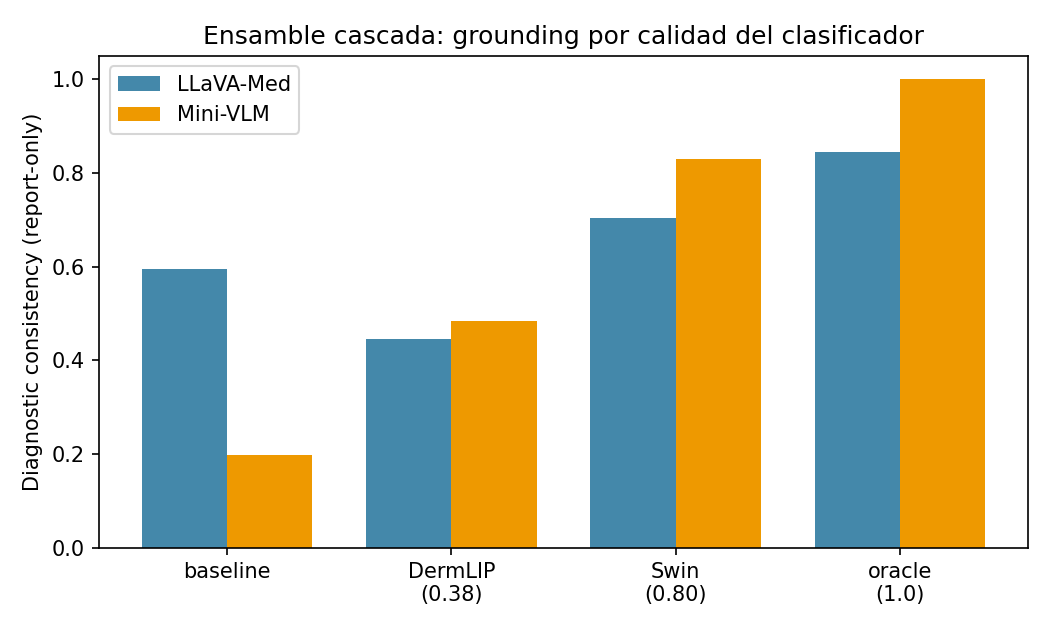 Ensamble cascada: grounding por calidad del clasificador
LLaVA-Med
Mini-VLM
Diagnostic consistency (report-only)
1.0
0.8
0.6
0.4
0.2
0.0
baseline
DermLIP
(0.38)
Swin
(0.80)
oracle
(1.0)